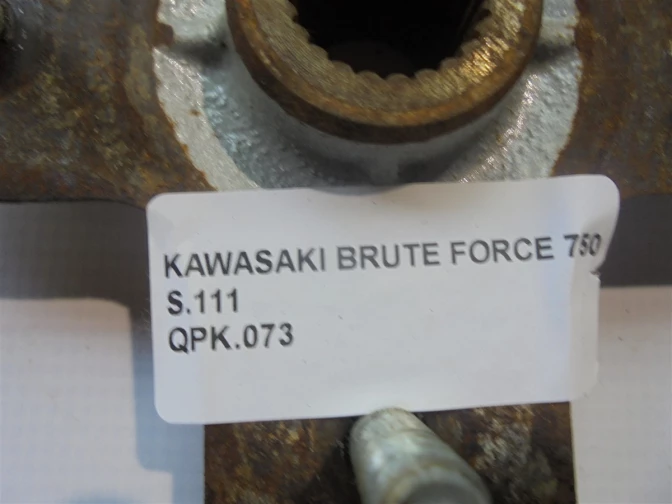 KAWASAKI BRUTE FORCE 750
S.111
QPK.073